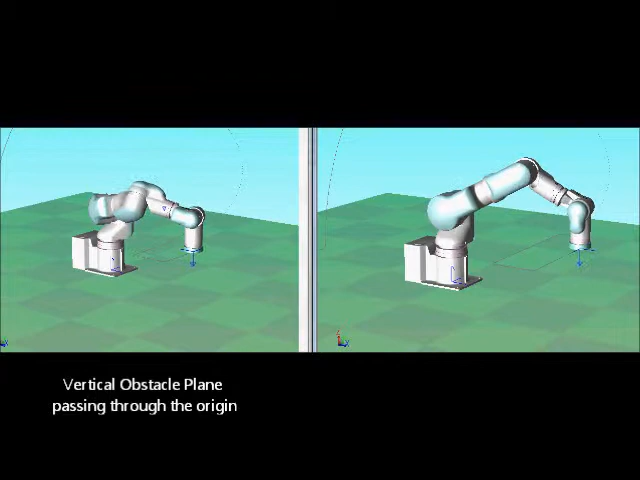 Vertical Obstacle Plane
passing through the origin